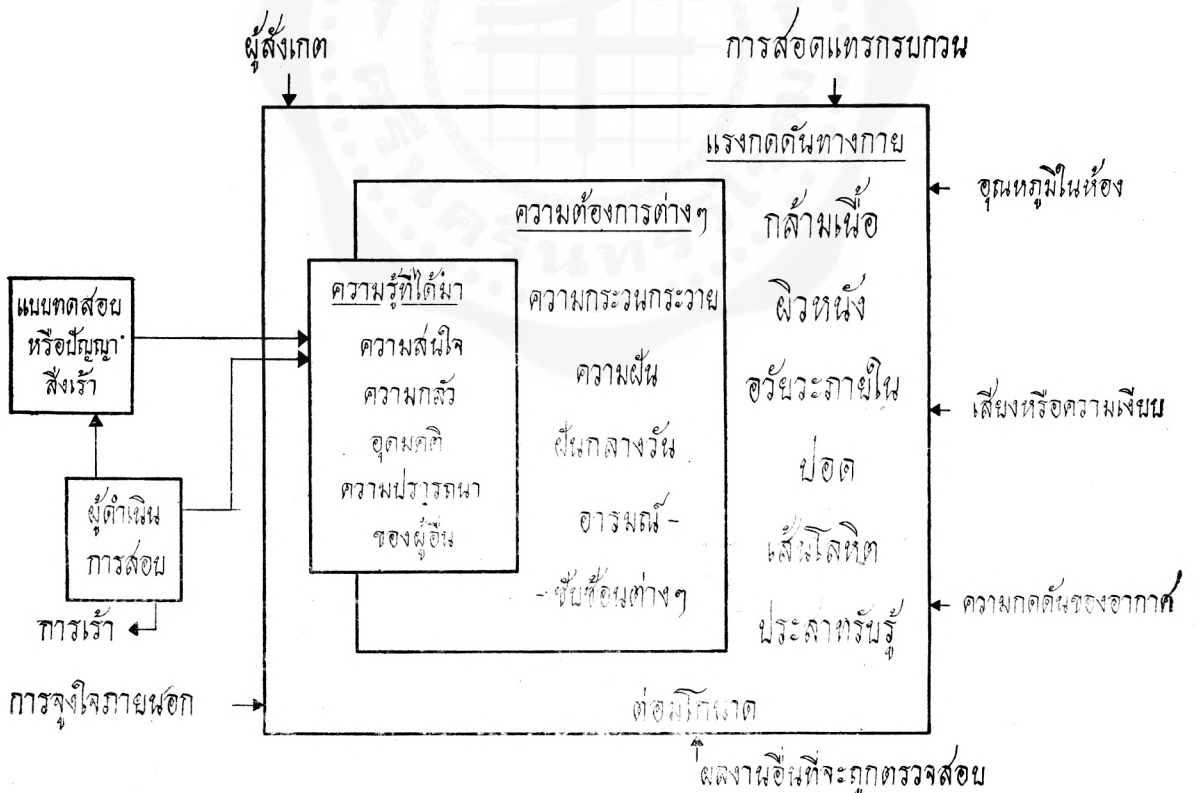 ผู้สังเกต
การสอดแทรกรบกวน
แรงกดดันทางกาย
อุณหภูมิในห้อง
ความต้องการต่างๆ
กล้ามเนื้อ
แบบทดสอบ
หรือปัญญา
สิ่งเร้า
ความรู้ที่ได้มา
ความกระวนกระวาย
ผิวหนัง
ความสนใจ
ความฝัน
อวัยวะภายใน
ความกลัว
เสียงหรือความเงียบ
อุดมคติ
ฝันกลางวัน
ปอด
ความปรารถนา
ของผู้อื่น
ผู้ดำเนิน
การสอบ
อารมณ์-
เส้นโลหิต
-ซับซ้อนต่างๆ
ความกดดันของอากาศ
การเร้า
ประสาทรับรู้
การจูงใจภายนอก
ผลงานอื่นที่จะถูกตรวจสอบ